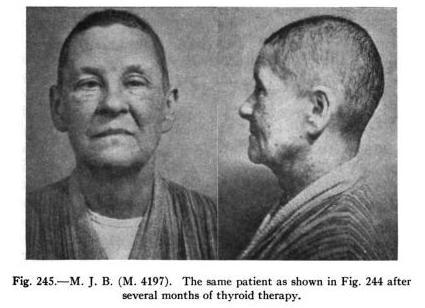 Fig. 245.—M. J. B. (M. 4197). The same patient as shown in Fig. 244 after
several months of thyroid therapy.